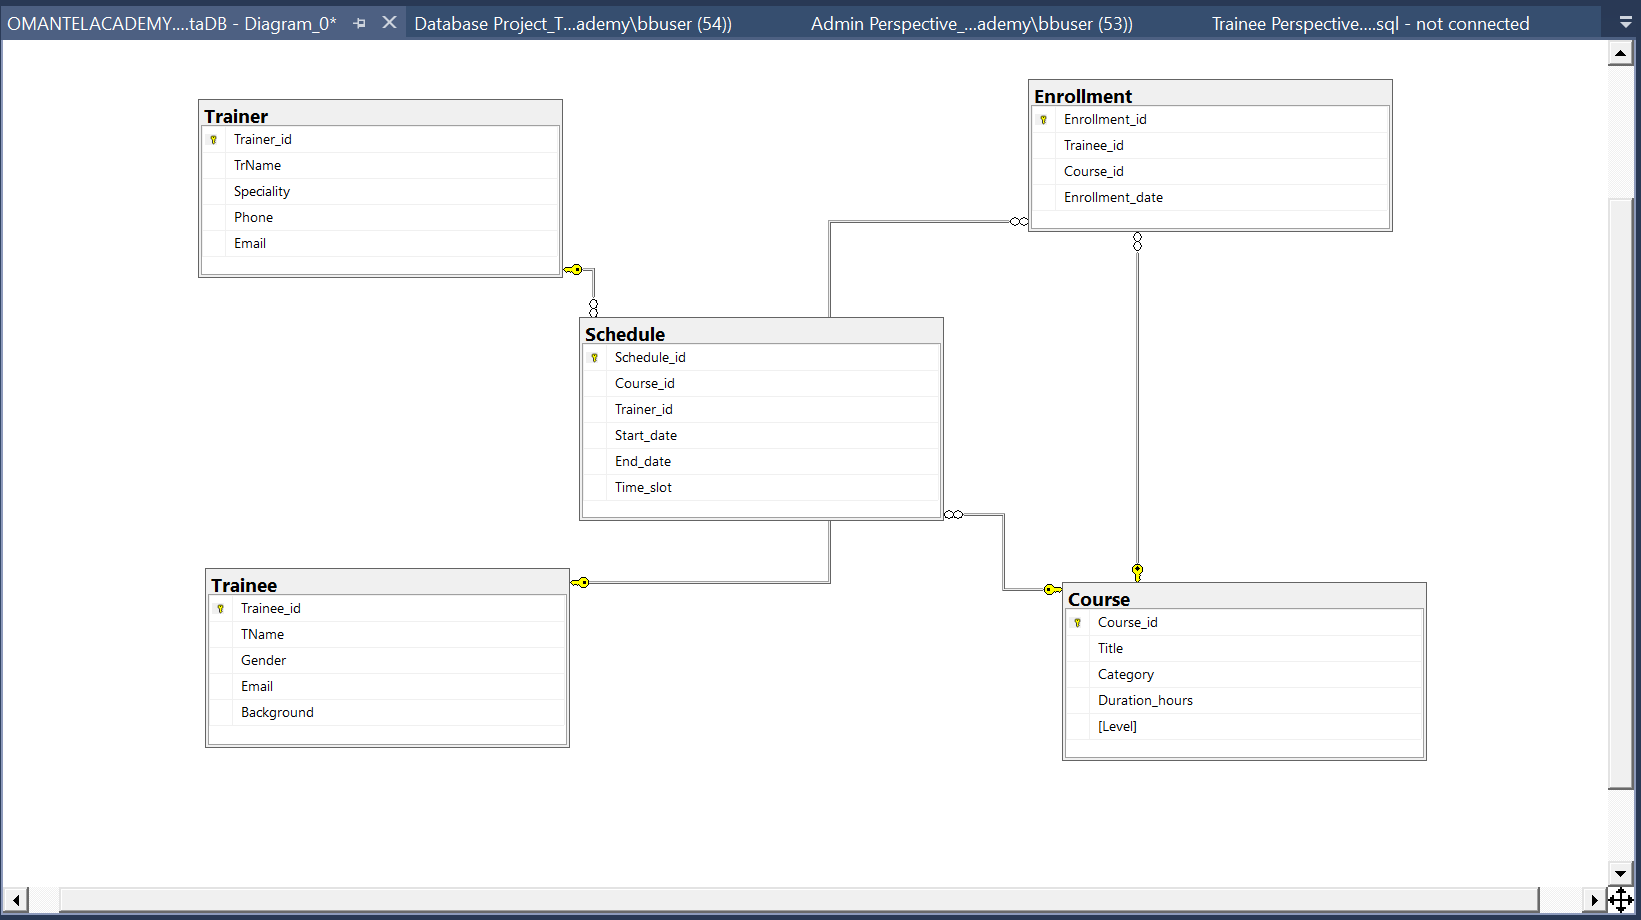 OMANTELACADEMY....taDB - Diagram_0*
Database Project_T...ademy\bbuser (54))
Admin Perspective_...ademy\bbuser (53))
Trainee Perspective....sql - not connected
Trainer
Trainer_id
TrName
Speciality
Phone
Email
Enrollment
Enrollment_id
Trainee_id
Course_id
Enrollment_date
Schedule
Schedule_id
Course_id
Trainer_id
Start_date
End_date
Time_slot
Trainee
Trainee_id
TName
Gender
Email
Background
Course
Course_id
Title
Category
Duration_hours
[Level]